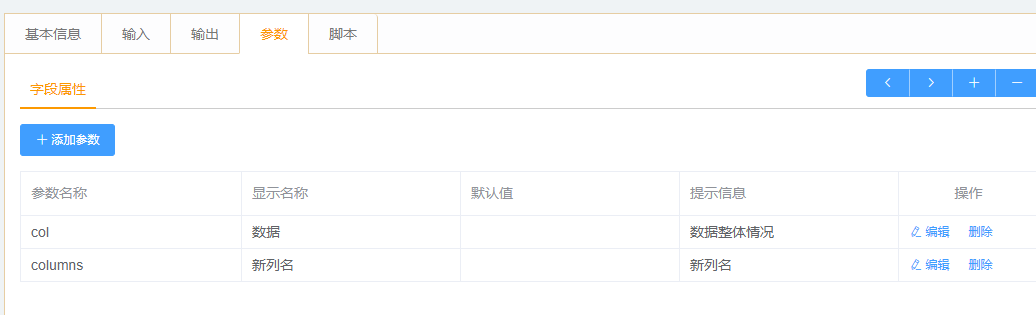 基本信息 输入 输出 参数 脚本
字段属性
添加参数
参数名称 显示名称 默认值 提示信息 操作
col 数据 数据整体情况 编辑 删除
columns 新列名 新列名 编辑 删除